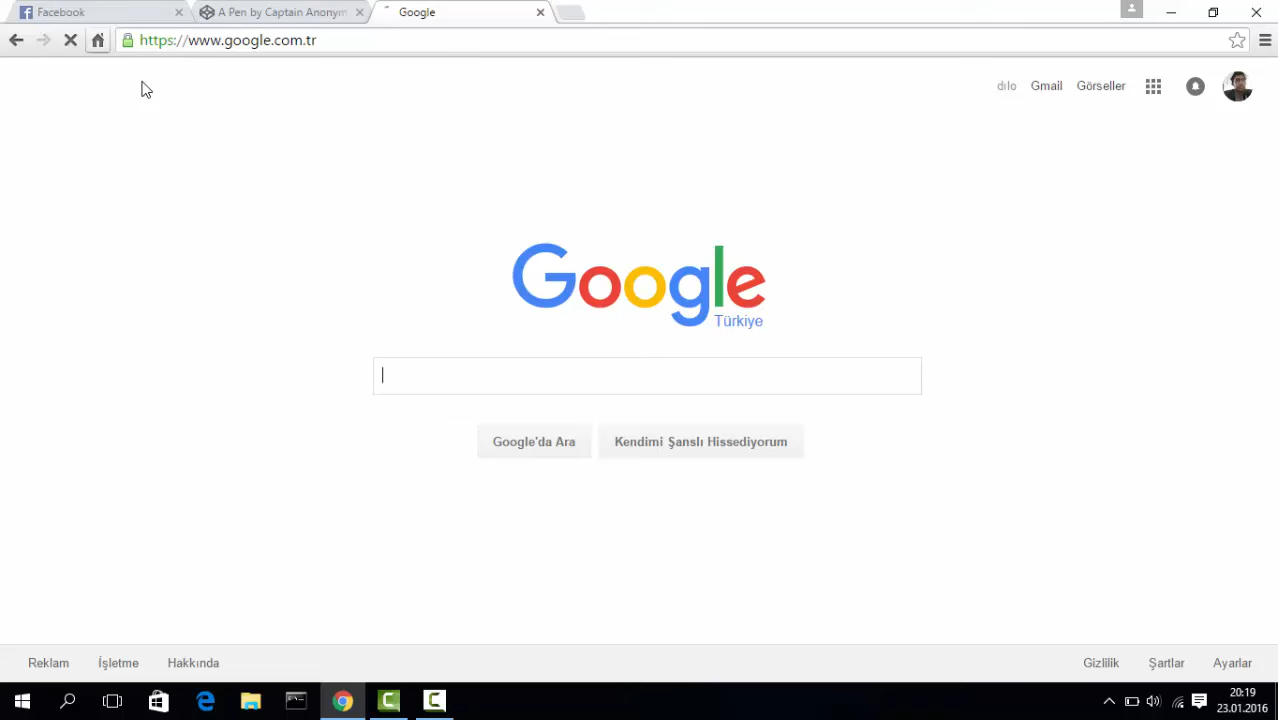 Facebook
A Pen by Captain Anonym
Google
https://www.google.com.tr
dılo
Gmail
Görseller
Google
Türkiye
Google'da Ara
Kendimi Şanslı Hissediyorum
Reklam
İşletme
Hakkında
Gizlilik
Şartlar
Ayarlar
20:19
23.01.2016